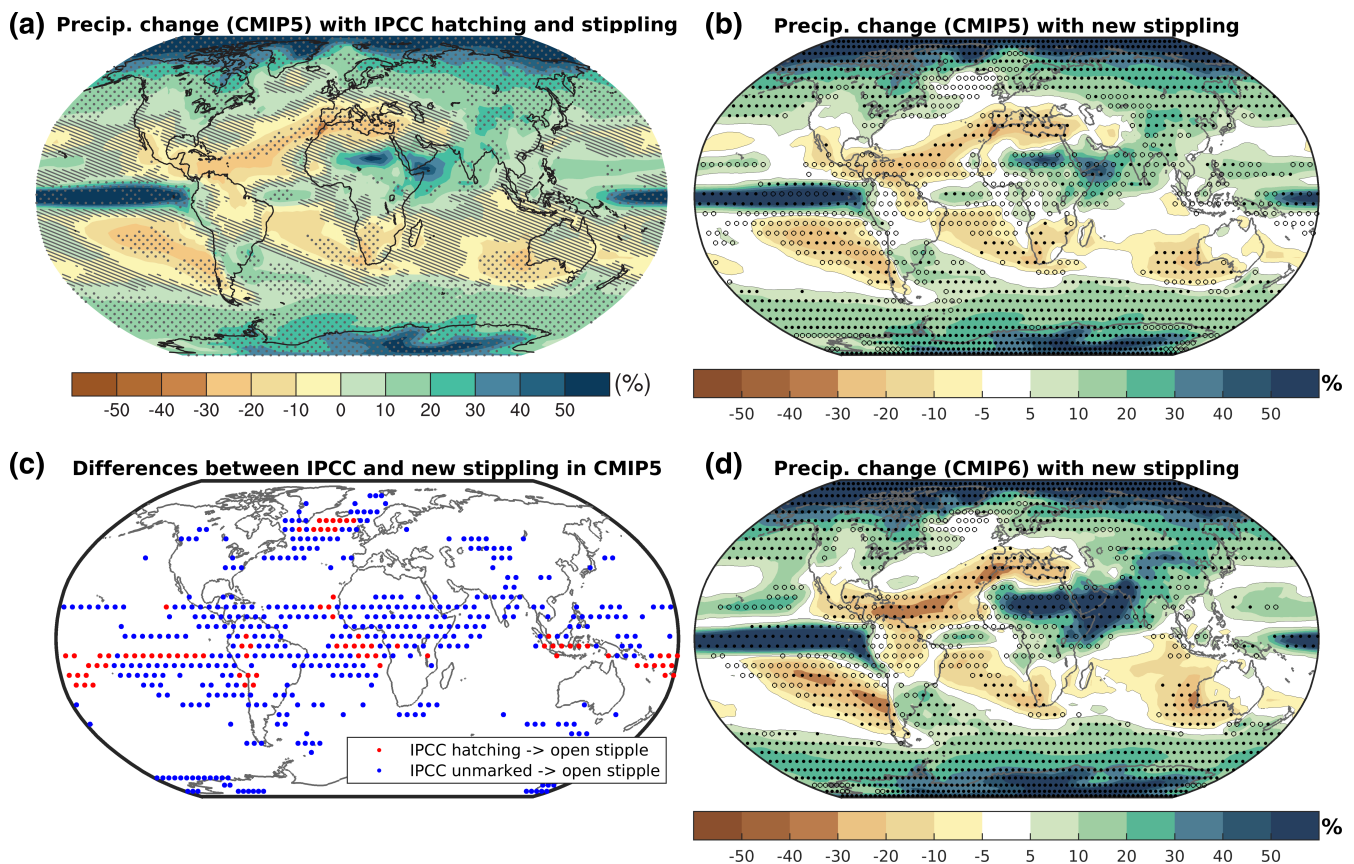 (a) Precip. change (CMIP5) with IPCC hatching and stippling
-50 -40 -30 -20 -10 0 10 20 30 40 50 (%)
(b) Precip. change (CMIP5) with new stippling
-50 -40 -30 -20 -10 -5 5 10 20 30 40 50 %
(c) Differences between IPCC and new stippling in CMIP5
IPCC hatching -> open stipple
IPCC unmarked -> open stipple
(d) Precip. change (CMIP6) with new stippling
-50 -40 -30 -20 -10 -5 5 10 20 30 40 50 %